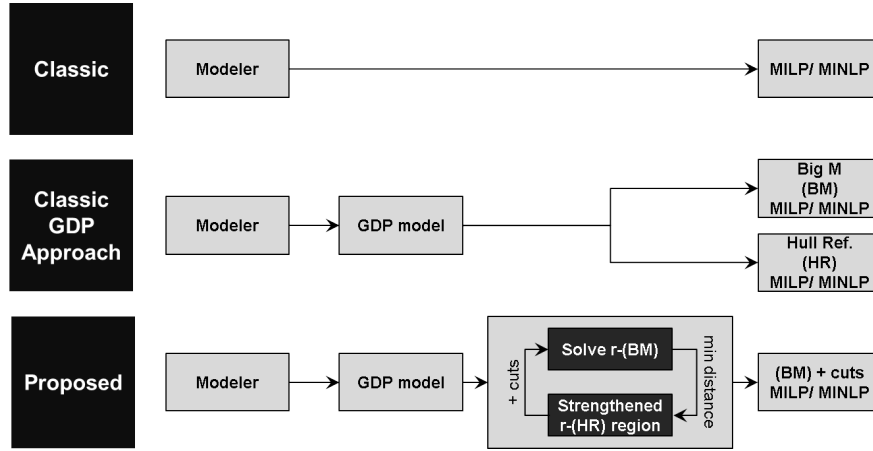 Classic
Modeler
MILP/ MINLP
Classic
GDP
Approach
Modeler
GDP model
Big M
(BM)
MILP/ MINLP
Hull Ref.
(HR)
MILP/ MINLP
Proposed
Modeler
GDP model
+ cuts
Solve r-(BM)
Strengthened
r-(HR) region
min distance
(BM) + cuts
MILP/ MINLP